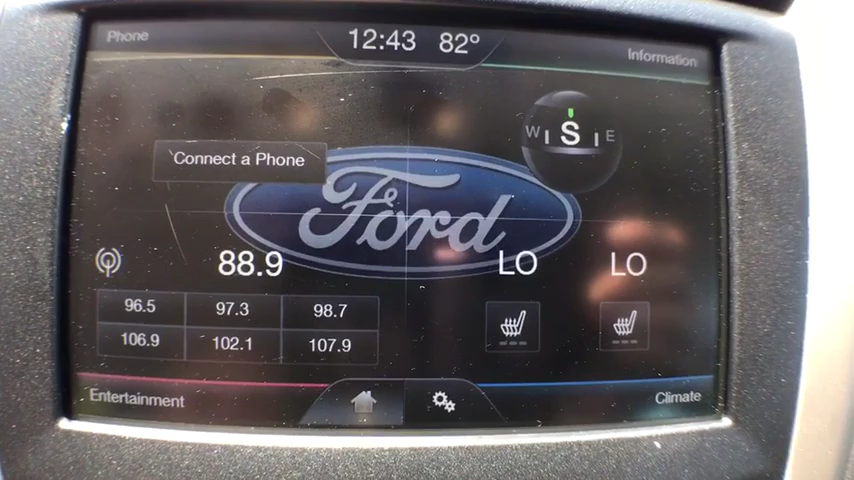 Phone
12:43 82°
Information
W S E
Connect a Phone
Ford
88.9
LO LO
96.5 97.3 98.7
106.9 102.1 107.9
Entertainment
Climate